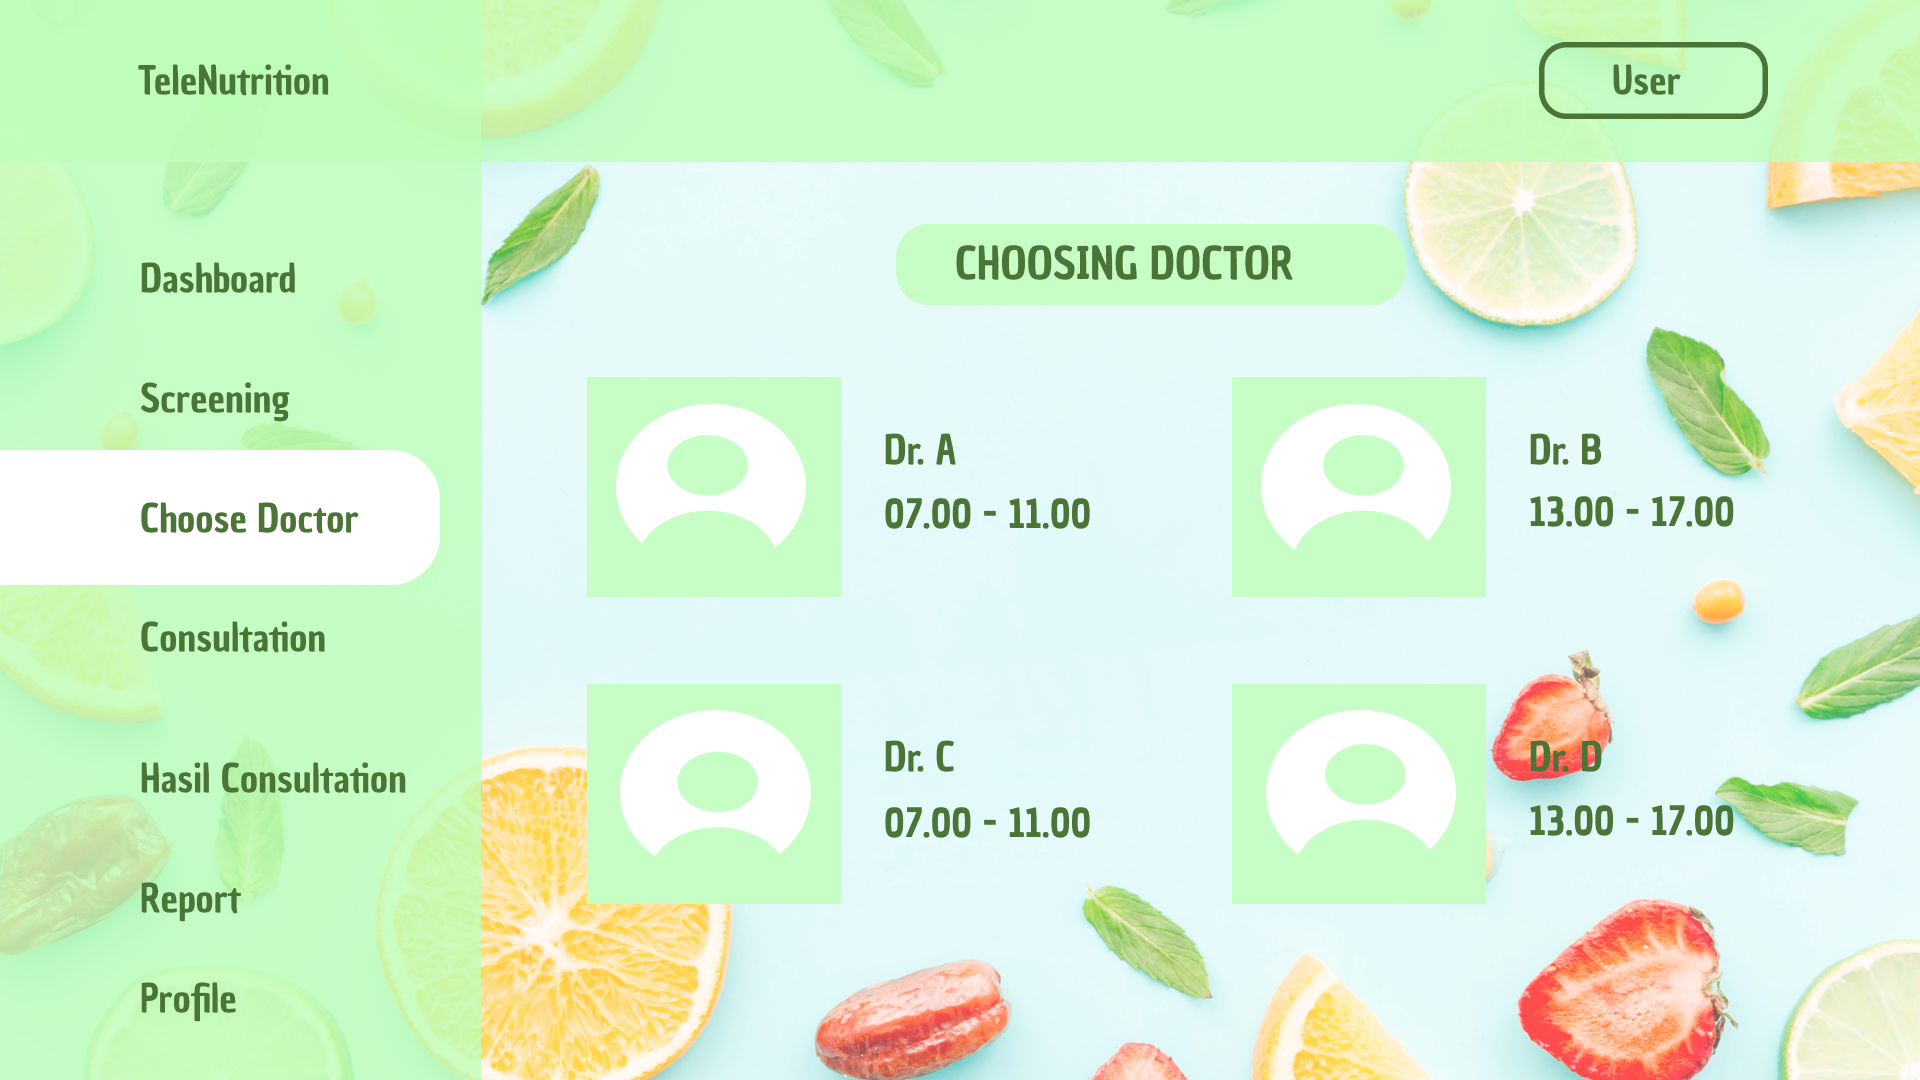 TeleNutrition
User
Dashboard
Screening
Choose Doctor
Consultation
Hasil Consultation
Report
Profile
CHOOSING DOCTOR
Dr. A
07.00 - 11.00
Dr. B
13.00 - 17.00
Dr. C
07.00 - 11.00
Dr. D
13.00 - 17.00